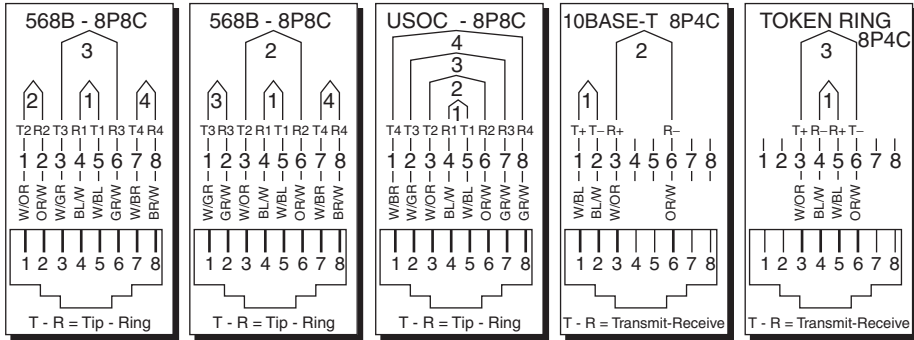 568B - 8P8C
3
2 1 4
T2 R2 T3 R1 T1 R3 T4 R4
1 2 3 4 5 6 7 8
W/OR OR/W W/GR BL/W W/BL GR/W W/BR BR/W
1 2 3 4 5 6 7 8
T - R = Tip - Ring
568B - 8P8C
2
3 1 4
T3 R3 T2 R1 T1 R2 T4 R4
1 2 3 4 5 6 7 8
W/GR GR/W W/OR BL/W W/BL OR/W W/BR BR/W
1 2 3 4 5 6 7 8
T - R = Tip - Ring
USOC - 8P8C
4
3
2
1
T4 T3 T2 R1 T1 R2 R3 R4
1 2 3 4 5 6 7 8
W/BR W/GR W/OR BL/W W/BL OR/W GR/W GR/W
1 2 3 4 5 6 7 8
T - R = Tip - Ring
10BASE-T 8P4C
2
1
T+ T– R+ R–
1 2 3 4 5 6 7 8
W/BL BL/W W/OR OR/W
1 2 3 4 5 6 7 8
T - R = Transmit-Receive
TOKEN RING
8P4C
3
1
T+ R– R+ T–
1 2 3 4 5 6 7 8
W/OR BL/W W/BL OR/W
1 2 3 4 5 6 7 8
T - R = Transmit-Receive